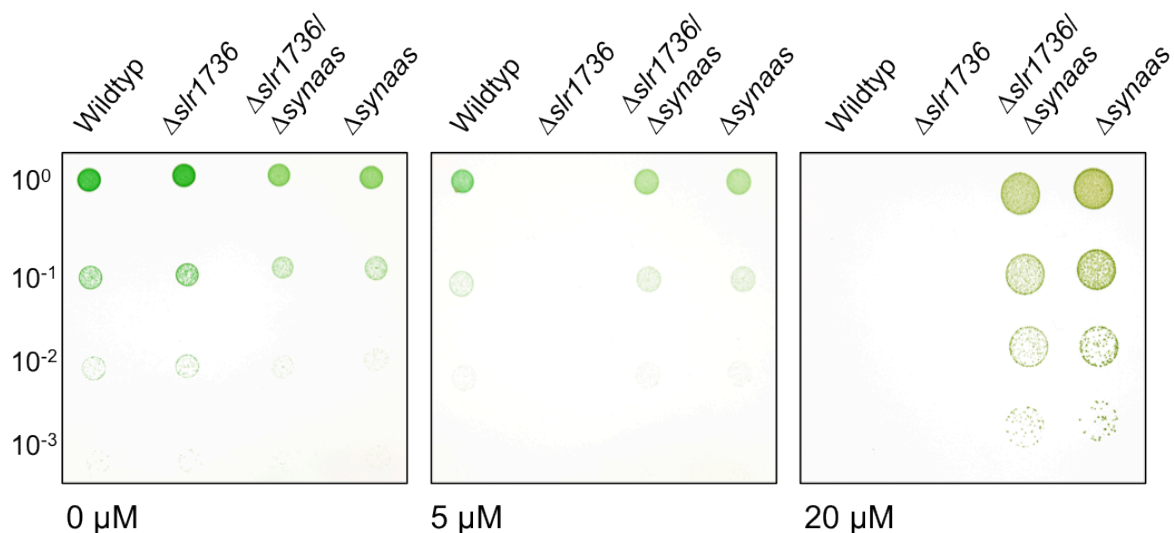 Wildtyp
Δslr1736
Δslr1736/
Δsynaas
Δsynaas
Wildtyp
Δslr1736
Δslr1736/
Δsynaas
Δsynaas
Wildtyp
Δslr1736
Δslr1736/
Δsynaas
Δsynaas
10⁰
10⁻¹
10⁻²
10⁻³
0 µM
5 µM
20 µM